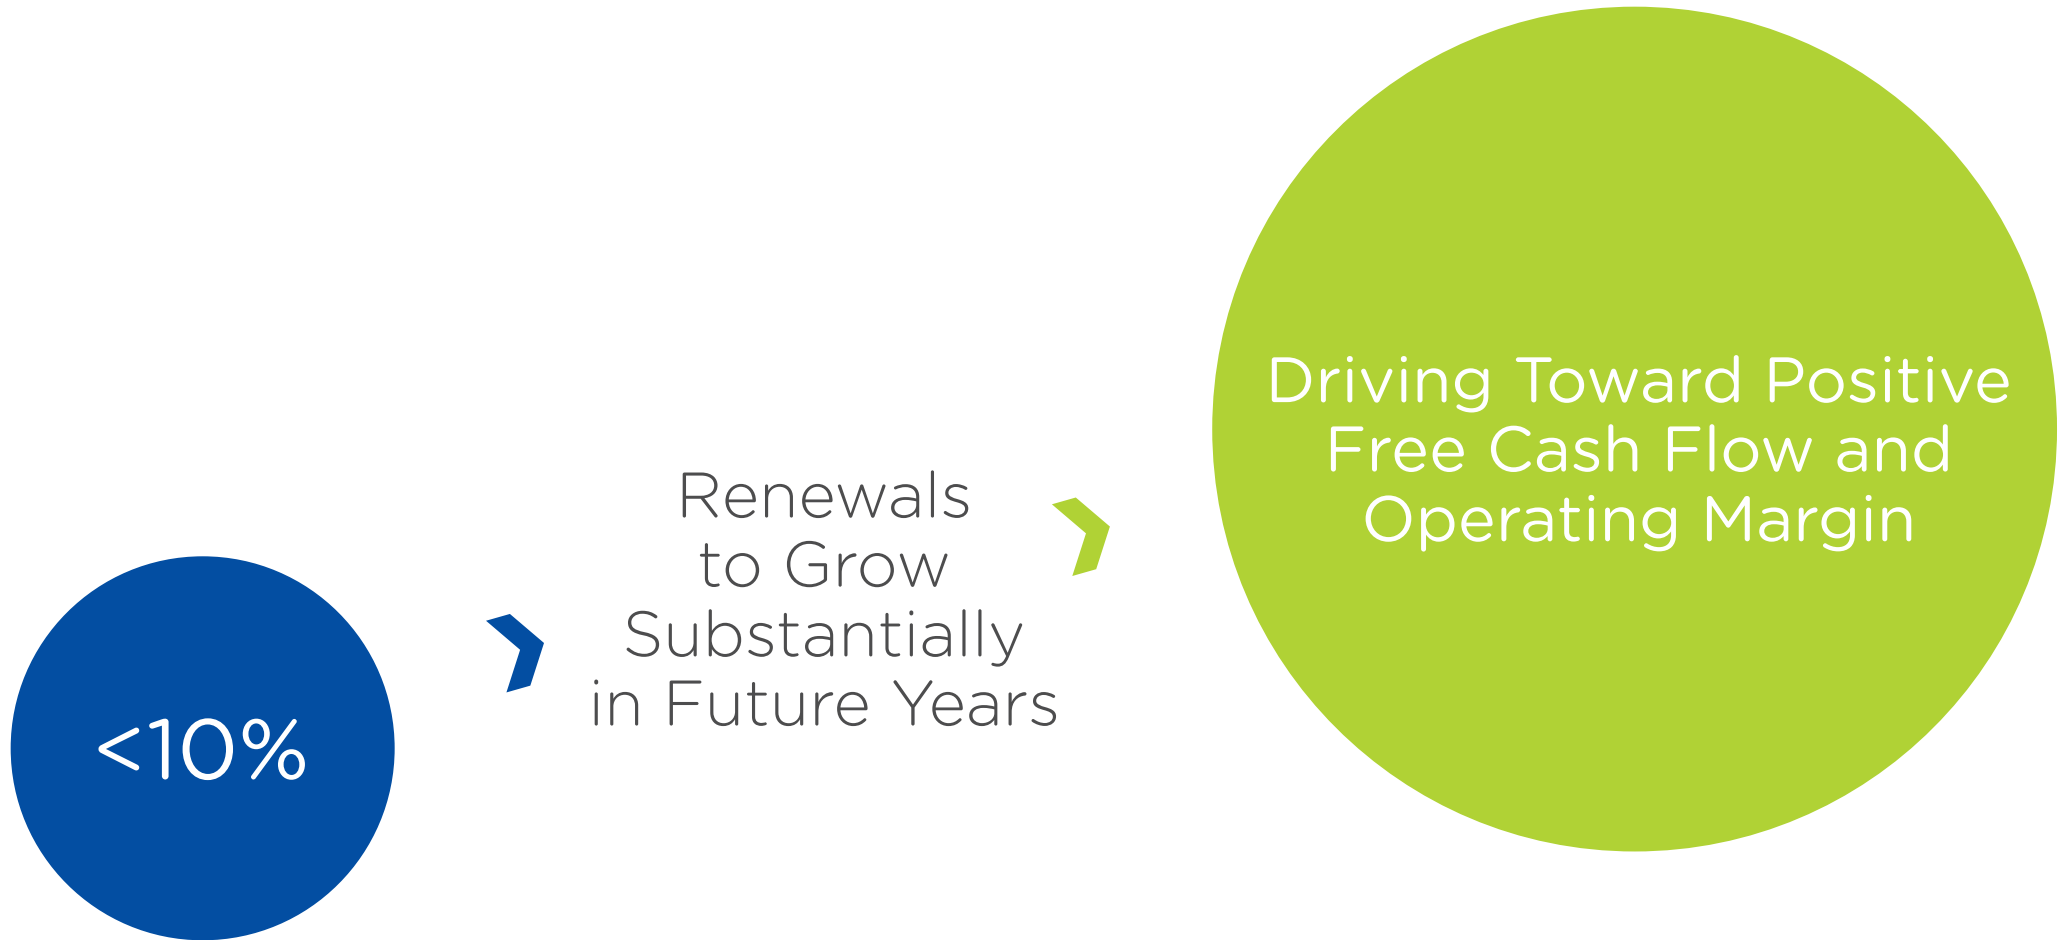 <10%
Renewals
to Grow
Substantially
in Future Years
Driving Toward Positive
Free Cash Flow and
Operating Margin